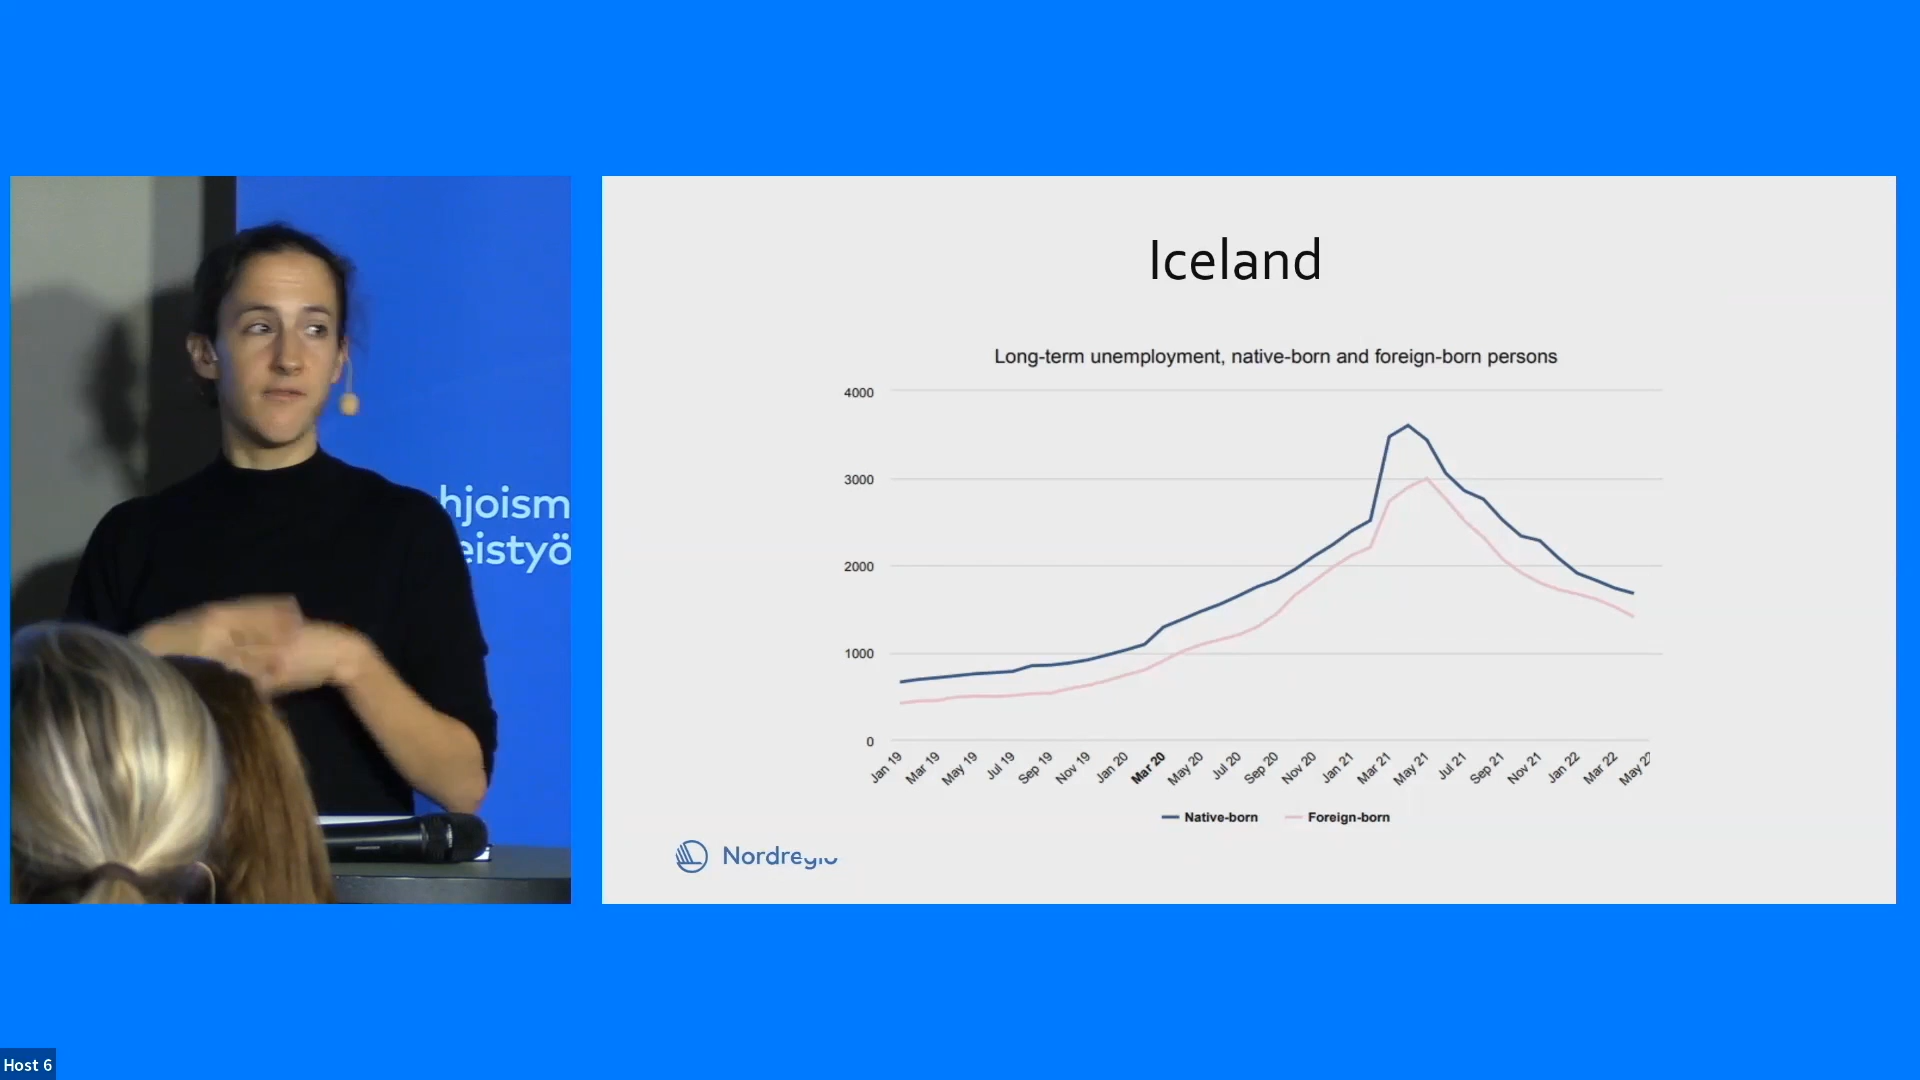 hjoism
eistyö
Iceland
Long-term unemployment, native-born and foreign-born persons
4000
3000
2000
1000
0
Jan 19
Mar 19
May 19
Jul 19
Sep 19
Nov 19
Jan 20
Mar 20
May 20
Jul 20
Sep 20
Nov 20
Jan 21
Mar 21
May 21
Jul 21
Sep 21
Nov 21
Jan 22
Mar 22
May 22
Native-born
Foreign-born
Nordregio
Host 6